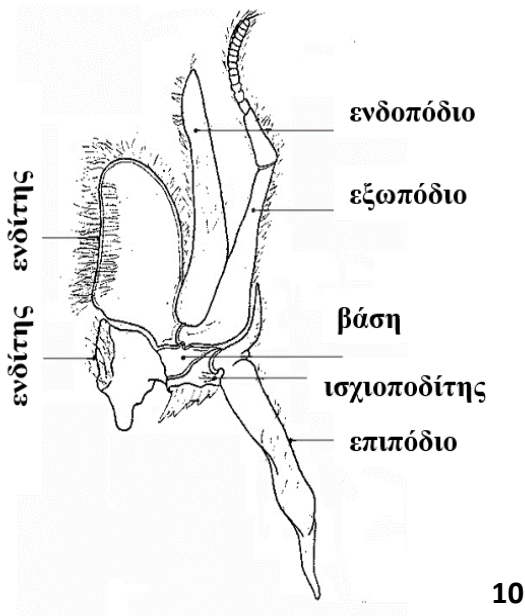 ενδοπόδιο
εξωπόδιο
ενδίτης
βάση
ενδίτης
ισχιοποδίτης
επιπόδιο
10